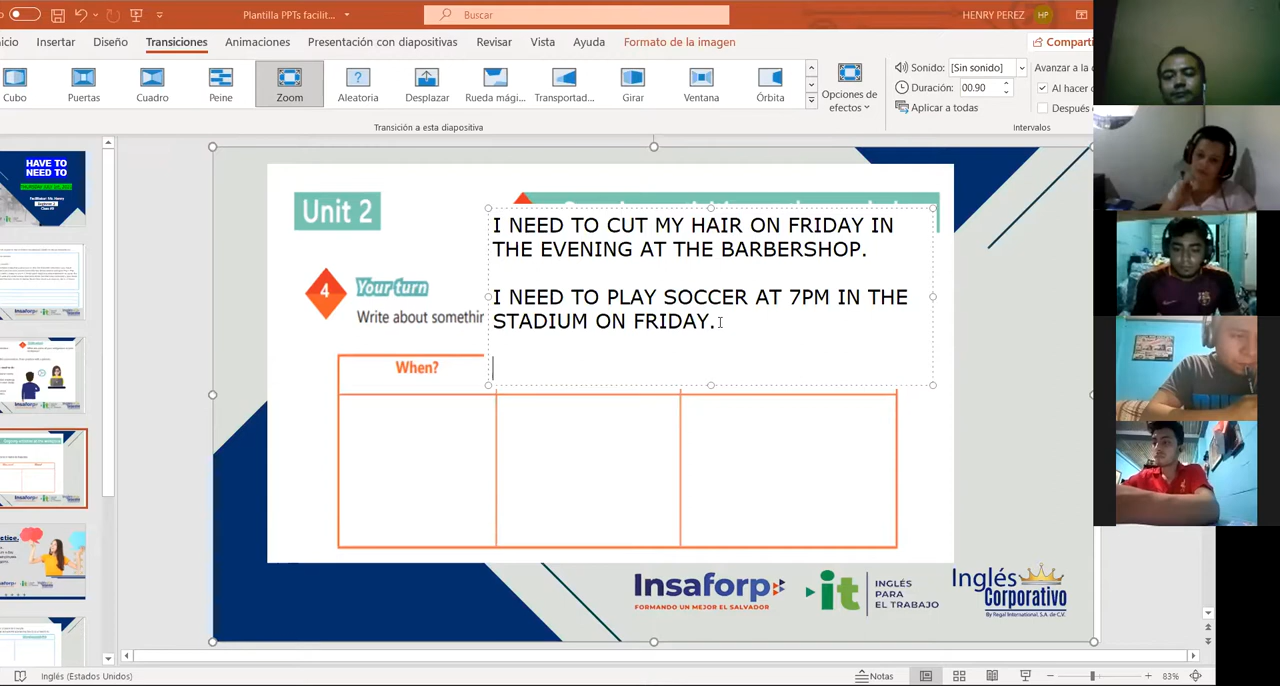 Plantilla PPTs facilit...
Buscar
HENRY PEREZ
HP
Insertar
Diseño
Transiciones
Animaciones
Presentación con diapositivas
Revisar
Vista
Ayuda
Formato de la imagen
Cubo
Puertas
Cuadro
Peine
Zoom
Aleatoria
Desplazar
Rueda mági...
Transportad...
Girar
Ventana
Órbita
Opciones de
efectos
Sonido: [Sin sonido]
Duración: 00.90
Aplicar a todas
Avanzar a la
Al hacer
Después
Transición a esta diapositiva
Intervalos
HAVE TO
NEED TO
Unit 2
I NEED TO CUT MY HAIR ON FRIDAY IN
THE EVENING AT THE BARBERSHOP.
I NEED TO PLAY SOCCER AT 7PM IN THE
STADIUM ON FRIDAY.
4
Your turn
Write about somethin
When?
Insaforp
FORMANDO UN MEJOR EL SALVADOR
it
INGLÉS
PARA
EL TRABAJO
Inglés
Corporativo
By Regal International, S.A. de C.V.
Inglés (Estados Unidos)
Notas
83%